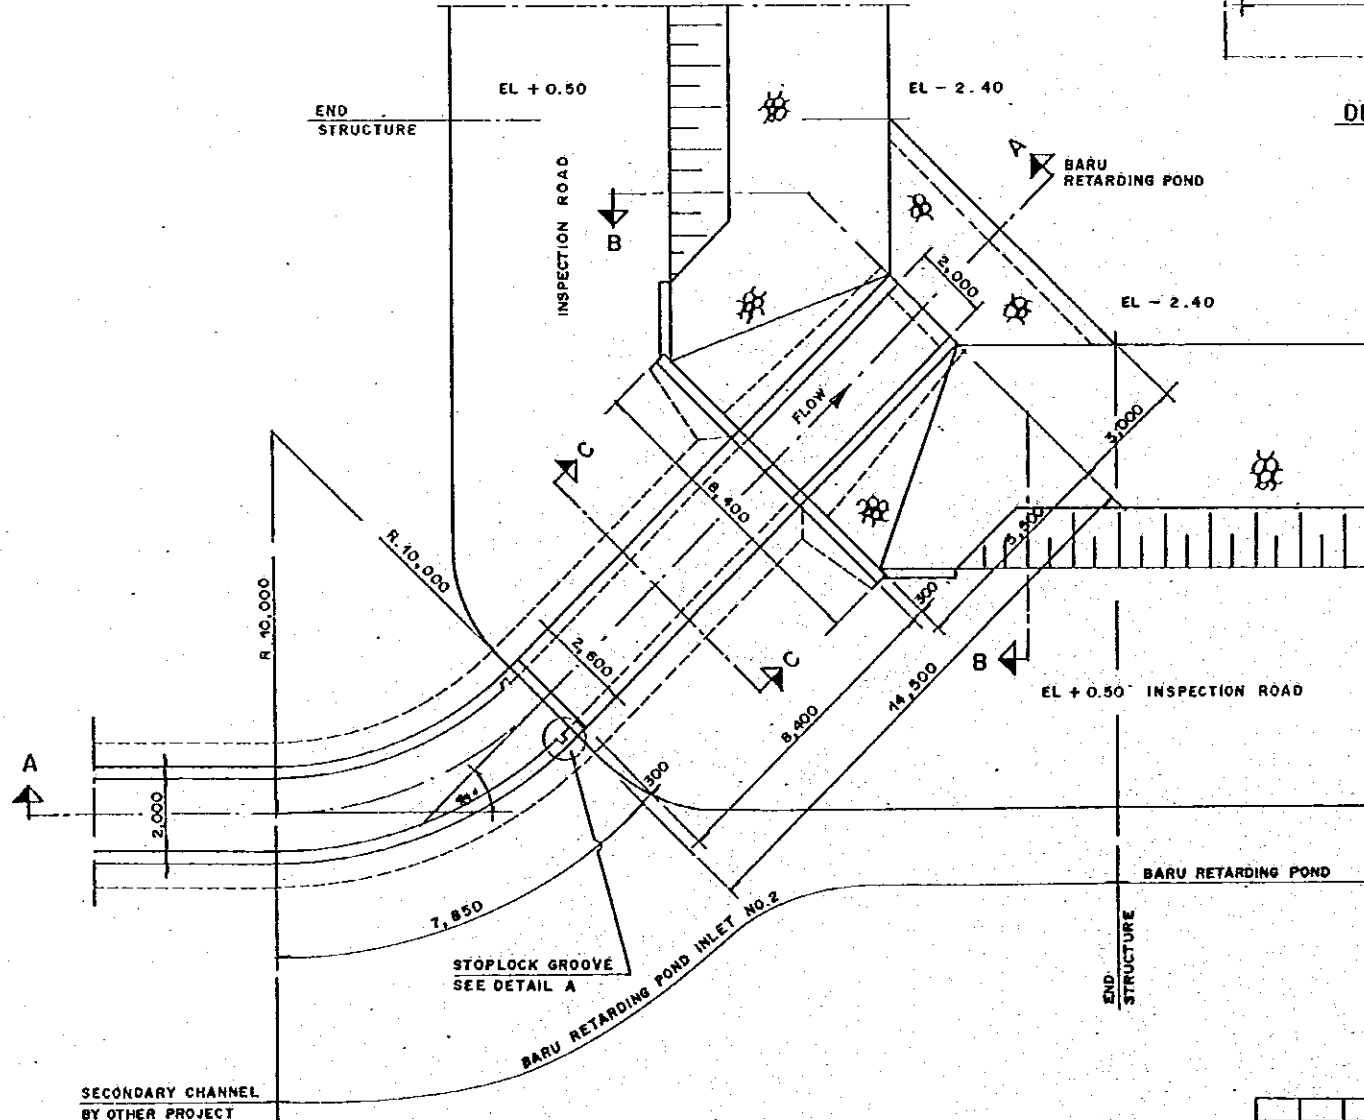 EL + 0.50
EL - 2.40
END
STRUCTURE
A
BARU
RETARDING POND
INSPECTION ROAD
B
2,000
EL - 2.40
FLOW
3,000
C
8,400
R. 10,000
3,500
R 10,000
300
2,600
C
B
14,500
EL + 0.50 INSPECTION ROAD
8,400
A
300
2,000
BARU RETARDING POND
7,850
BARU RETARDING POND INLET NO.2
END
STRUCTURE
STOPLOCK GROOVE
SEE DETAIL A
SECONDARY CHANNEL
BY OTHER PROJECT